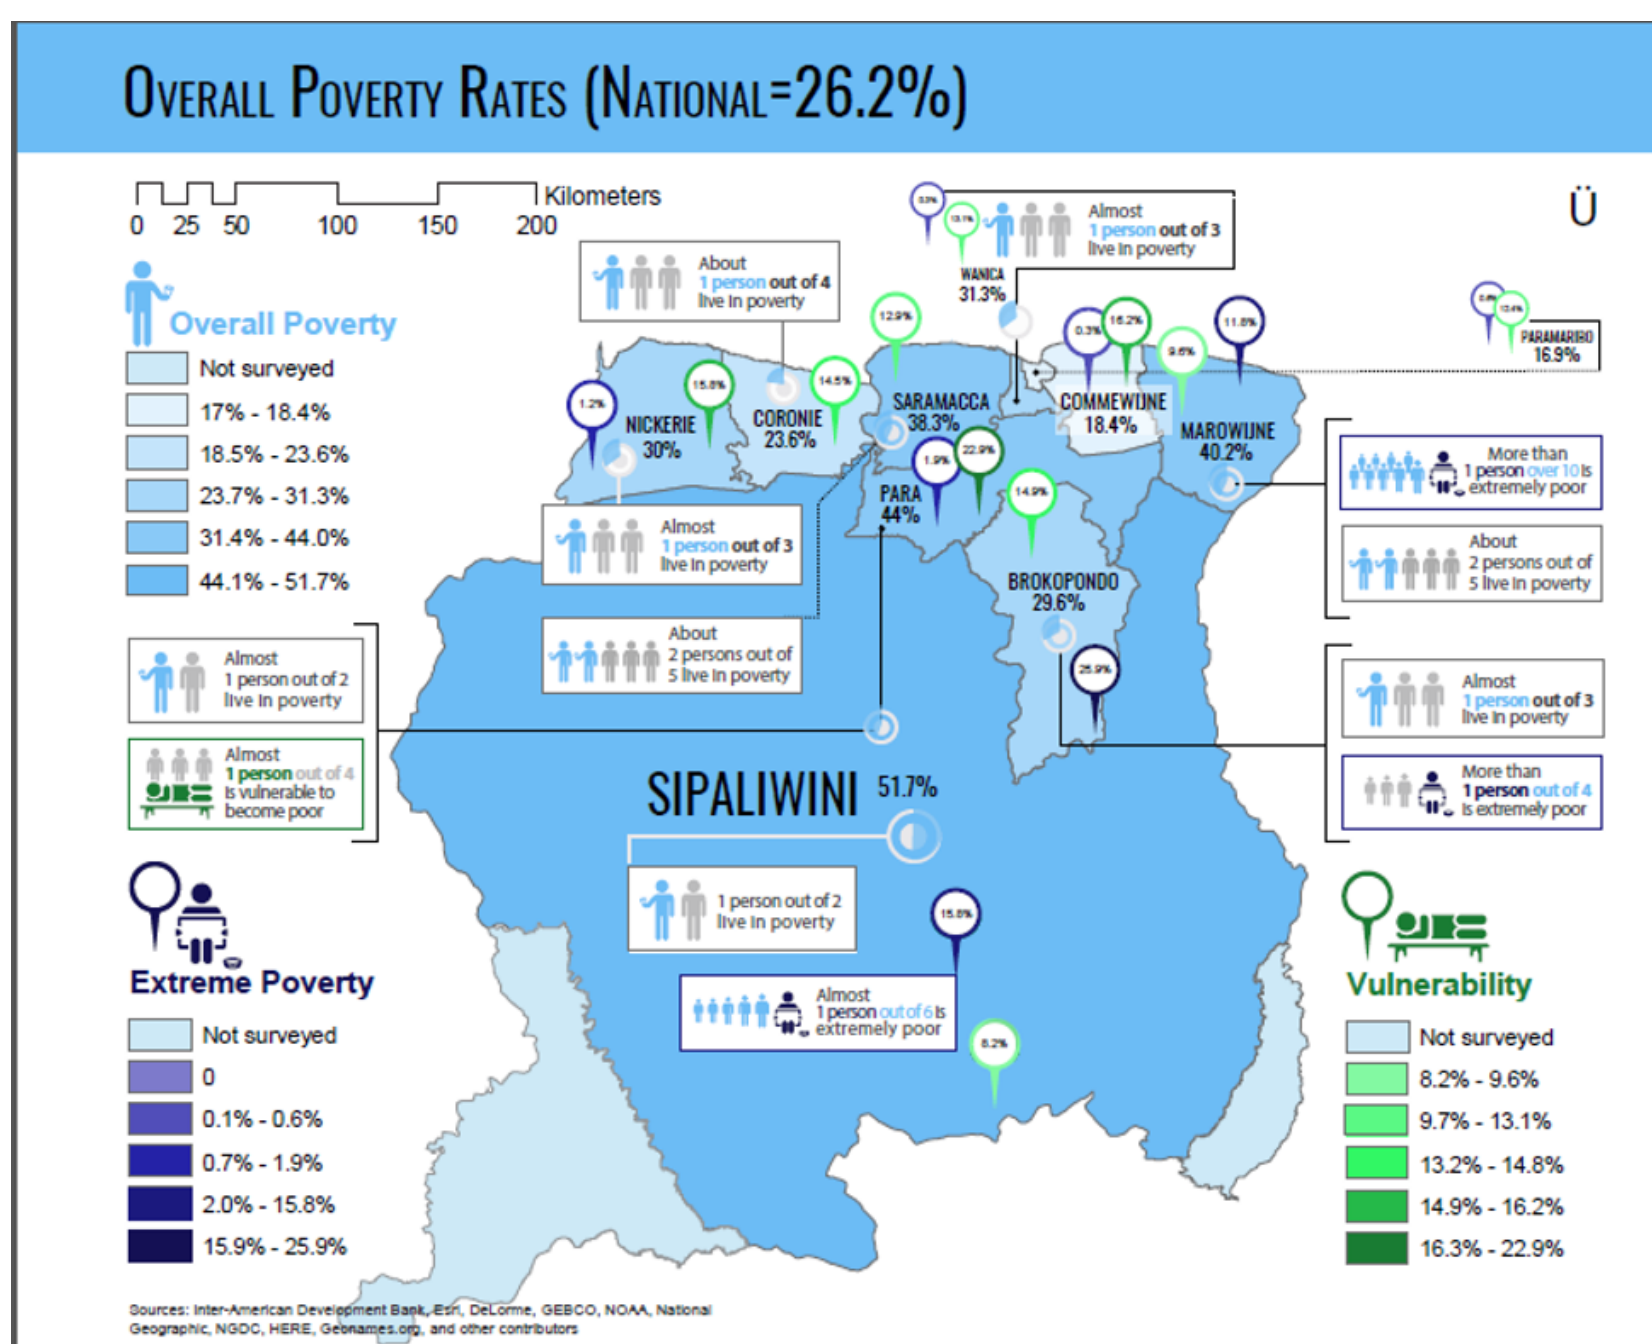 OVERALL POVERTY RATES (NATIONAL=26.2%)
Kilometers
0 25 50 100 150 200
Ü
Overall Poverty
Not surveyed
17% - 18.4%
18.5% - 23.6%
23.7% - 31.3%
31.4% - 44.0%
44.1% - 51.7%
About
1 person out of 4
live in poverty
0.3%
13.1%
Almost
1 person out of 3
live in poverty
WANICA
31.3%
13.4%
PARAMARIBO
16.9%
1.2%
NICKERIE
30%
15.8%
CORONIE
23.6%
14.5%
12.9%
SARAMACCA
38.3%
0.3%
16.2%
COMMEWIJNE
18.4%
9.6%
11.8%
MAROWIJNE
40.2%
PARA
44%
1.9%
22.9%
14.9%
BROKOPONDO
29.6%
25.9%
Almost
1 person out of 3
live in poverty
About
2 persons out of
5 live in poverty
More than
1 person over 10 is
extremely poor
About
2 persons out of
5 live in poverty
Almost
1 person out of 2
live in poverty
Almost
1 person out of 4
is vulnerable to
become poor
Almost
1 person out of 3
live in poverty
More than
1 person out of 4
is extremely poor
SIPALIWINI 51.7%
1 person out of 2
live in poverty
15.8%
Almost
1 person out of 6 is
extremely poor
8.2%
Extreme Poverty
Not surveyed
0
0.1% - 0.6%
0.7% - 1.9%
2.0% - 15.8%
15.9% - 25.9%
Vulnerability
Not surveyed
8.2% - 9.6%
9.7% - 13.1%
13.2% - 14.8%
14.9% - 16.2%
16.3% - 22.9%
Sources: Inter-American Development Bank, Esri, DeLorme, GEBCO, NOAA, National
Geographic, NGDC, HERE, Geonames.org, and other contributors